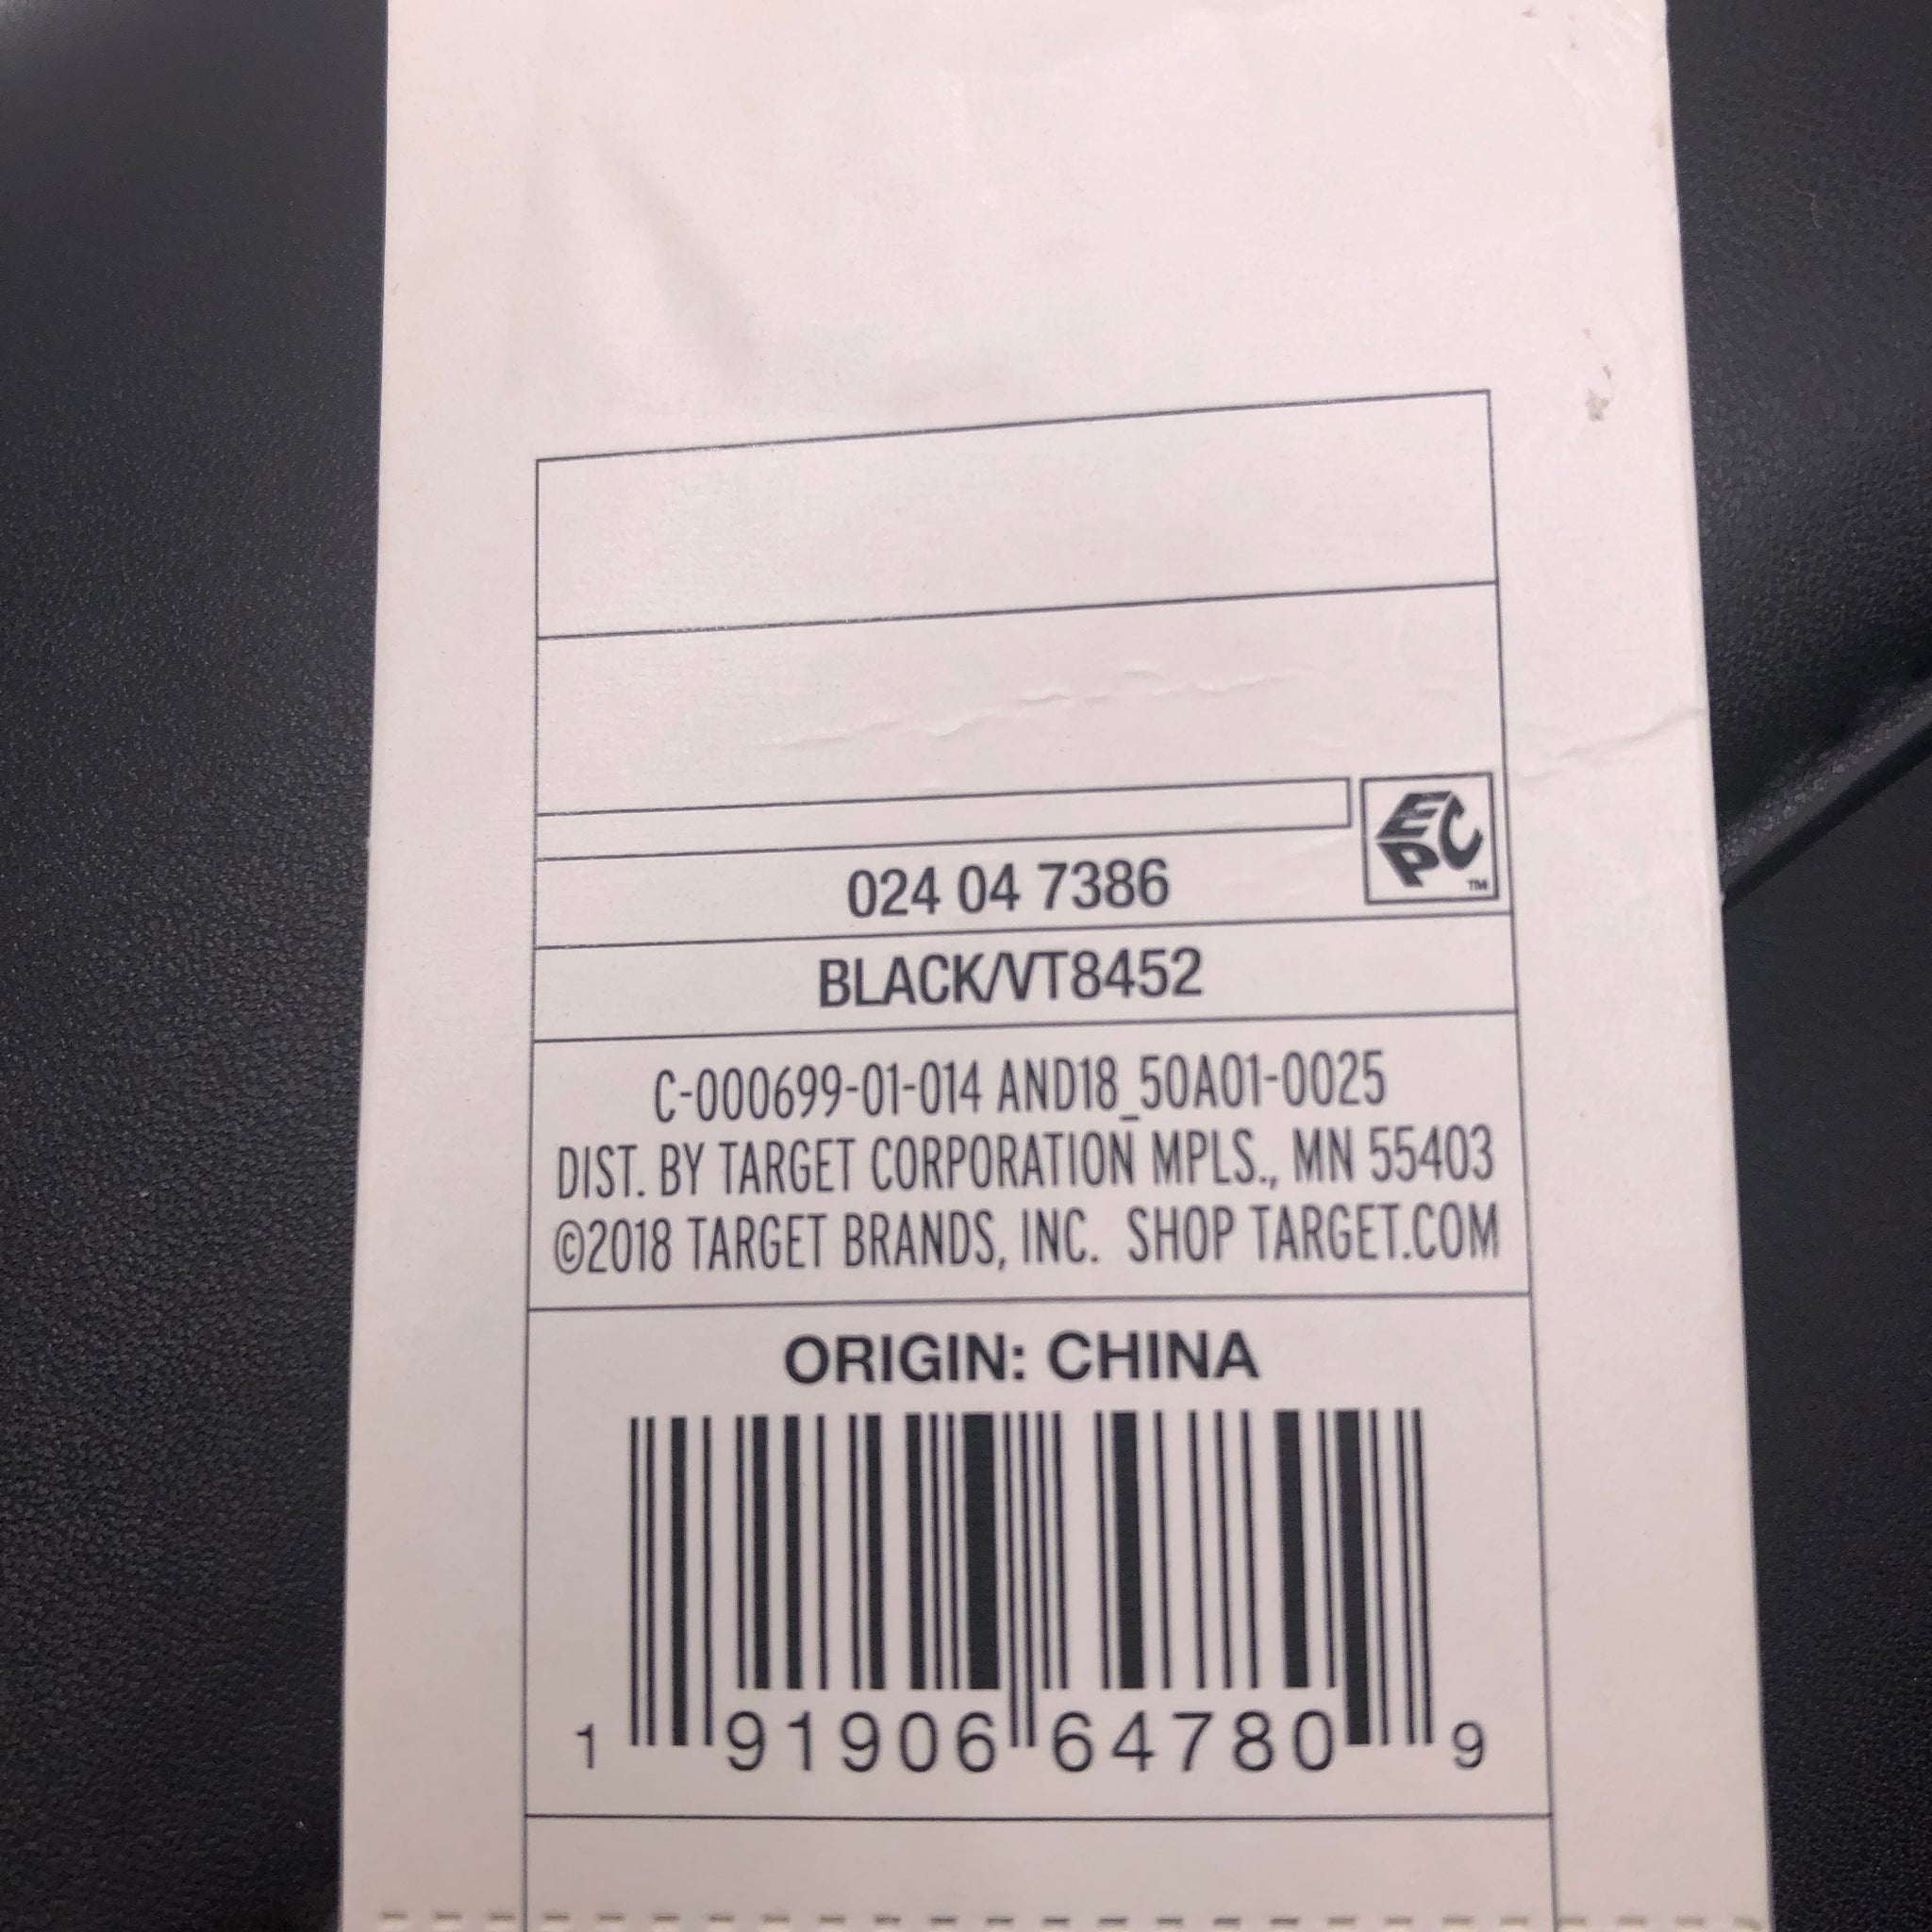 EPC™
024 04 7386
BLACK/VT8452
C-000699-01-014 AND18_50A01-0025
DIST. BY TARGET CORPORATION MPLS., MN 55403
©2018 TARGET BRANDS, INC. SHOP TARGET.COM
ORIGIN: CHINA
1 91906 64780 9